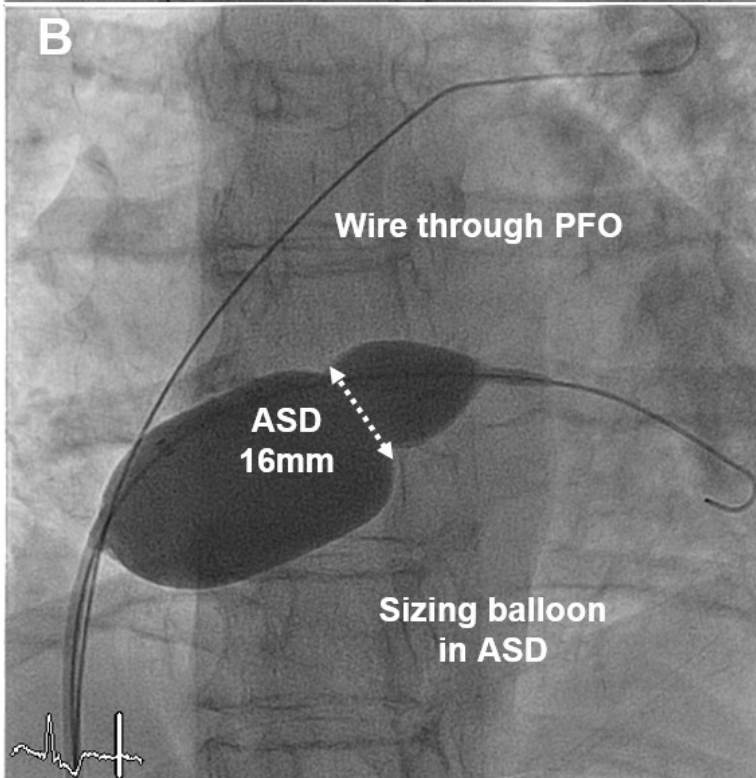 B
Wire through PFO
ASD
16mm
Sizing balloon
in ASD